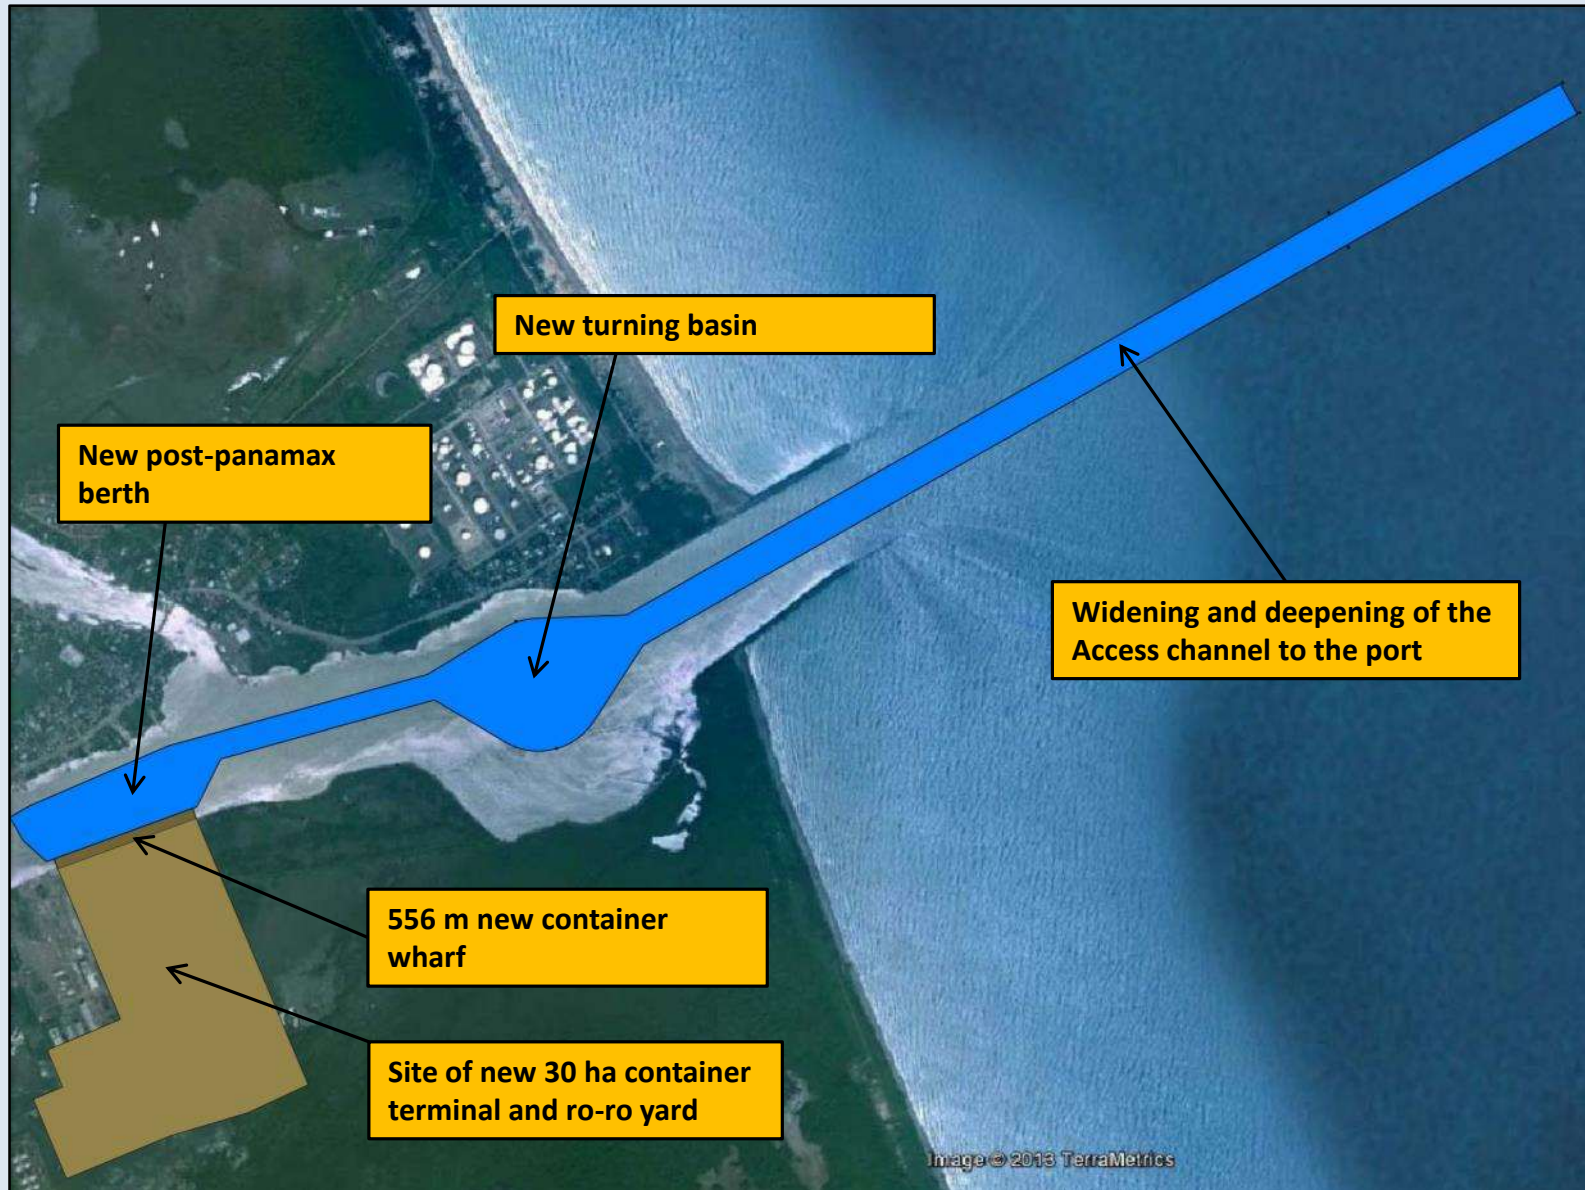 New turning basin
New post-panamax
berth
Widening and deepening of the
Access channel to the port
556 m new container
wharf
Site of new 30 ha container
terminal and ro-ro yard
Image © 2013 TerraMetrics